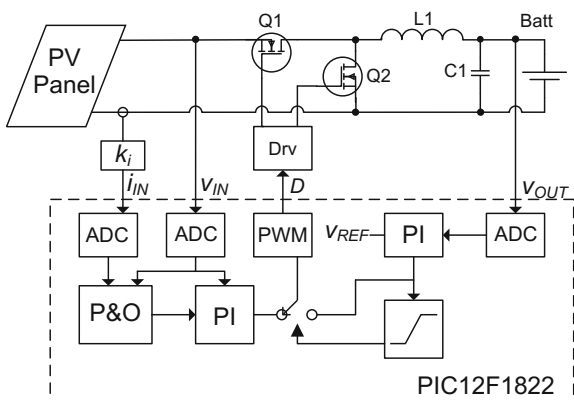 Q1
L1
Batt
PV
Panel
Q2
C1
k_i
Drv
i_IN
v_IN
D
v_OUT
ADC
ADC
PWM
v_REF
PI
ADC
P&O
PI
PIC12F1822